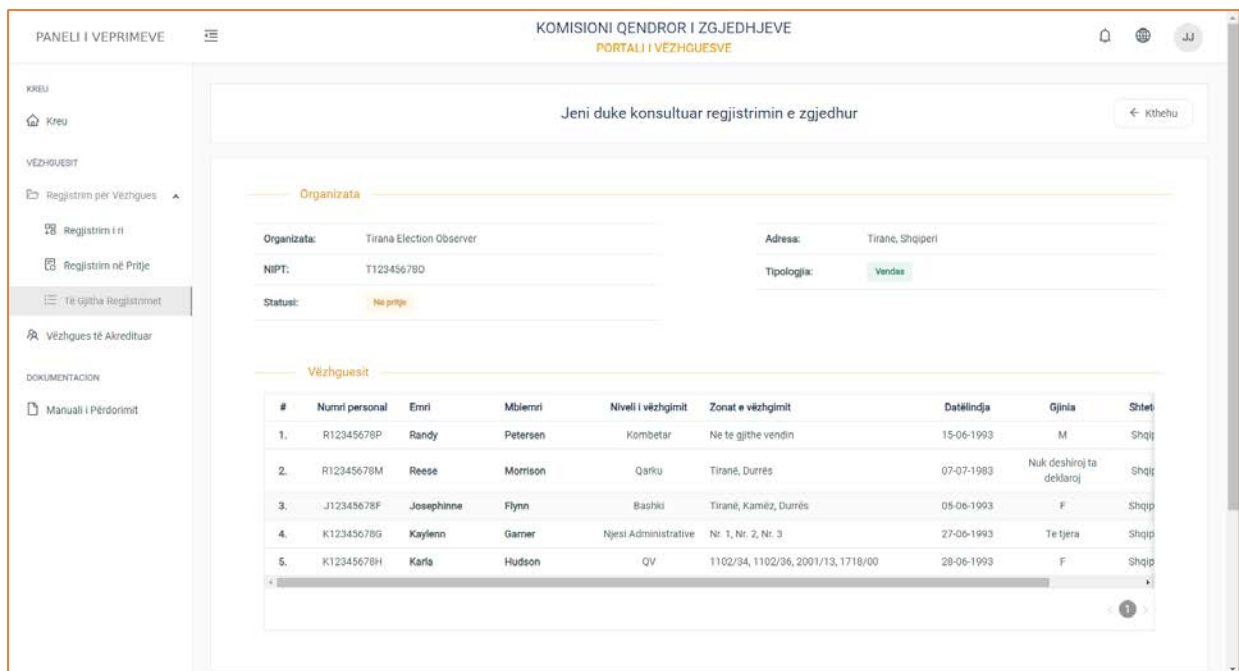 PANELI I VEPRIMEVE
KOMISIONI QENDROR I ZGJEDHJEVE
PORTALI I VËZHGUESVE
JJ
KREU
Kreu
VËZHGUESIT
Regjistrim për Vëzhgues
Regjistrim i ri
Regjistrim në Pritje
Të Gjitha Regjistrimet
Vëzhgues të Akredituar
DOKUMENTACION
Manuali i Përdorimit
Jeni duke konsultuar regjistrimin e zgjedhur
Kthehu
Organizata
Organizata: Tirana Election Observer
Adresa: Tirane, Shqiperi
NIPT: T12345678O
Tipologjia: Vendas
Statusi: Ne pritje
Vëzhguesit
# Numri personal Emri Mbiemri Niveli i vëzhgimit Zonat e vëzhgimit Datëlindja Gjinia Shtet
1. R12345678P Randy Petersen Kombetar Ne te gjithe vendin 15-06-1993 M Shqip
2. R12345678M Reese Morrison Qarku Tiranë, Durrës 07-07-1983 Nuk deshiroj ta deklaroj Shqip
3. J12345678F Josephinne Flynn Bashki Tiranë, Kamëz, Durrës 05-06-1993 F Shqip
4. K12345678G Kaylenn Garner Njesi Administrative Nr. 1, Nr. 2, Nr. 3 27-06-1993 Te tjera Shqip
5. K12345678H Karla Hudson QV 1102/34, 1102/36, 2001/13, 1718/00 28-06-1993 F Shqip
1